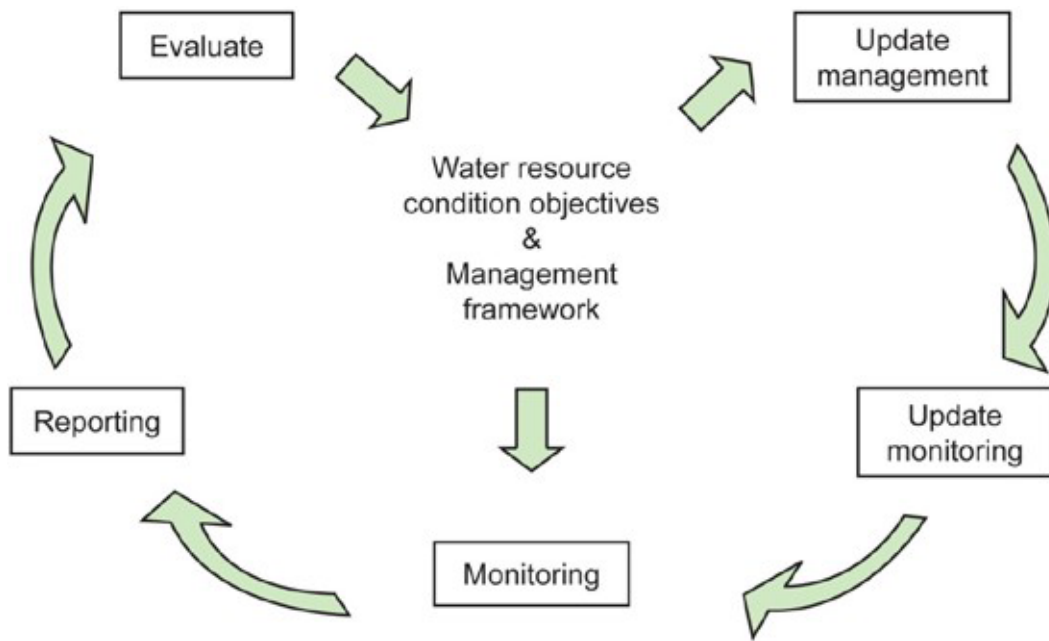 Evaluate
Update
management
Water resource
condition objectives
&
Management
framework
Reporting
Update
monitoring
Monitoring